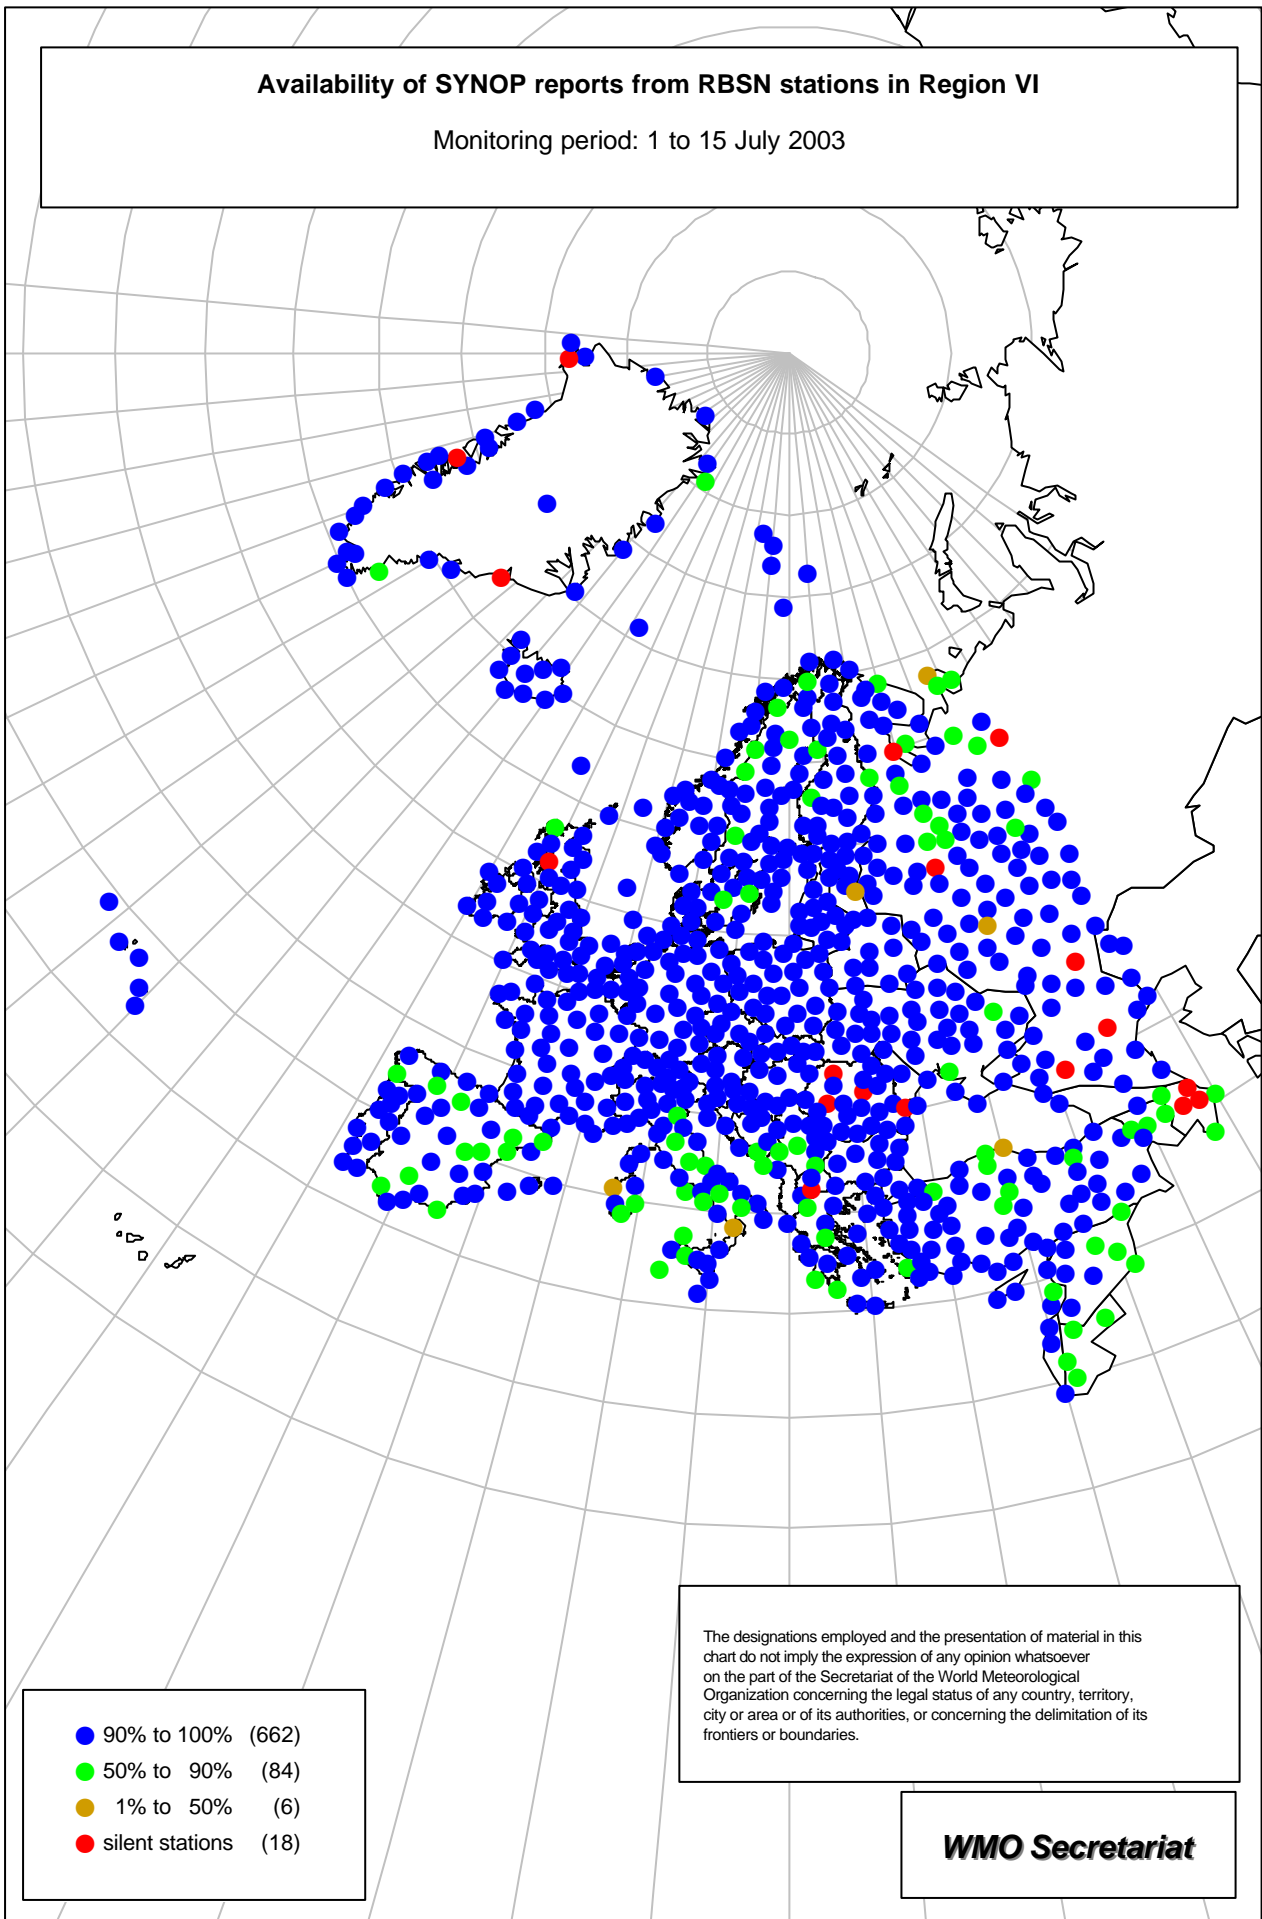 Availability of SYNOP reports from RBSN stations in Region VI
Monitoring period: 1 to 15 July 2003
The designations employed and the presentation of material in this
chart do not imply the expression of any opinion whatsoever
on the part of the Secretariat of the World Meteorological
Organization concerning the legal status of any country, territory,
city or area or of its authorities, or concerning the delimitation of its
frontiers or boundaries.
90% to 100% (662)
50% to 90% (84)
1% to 50% (6)
silent stations (18)
WMO Secretariat